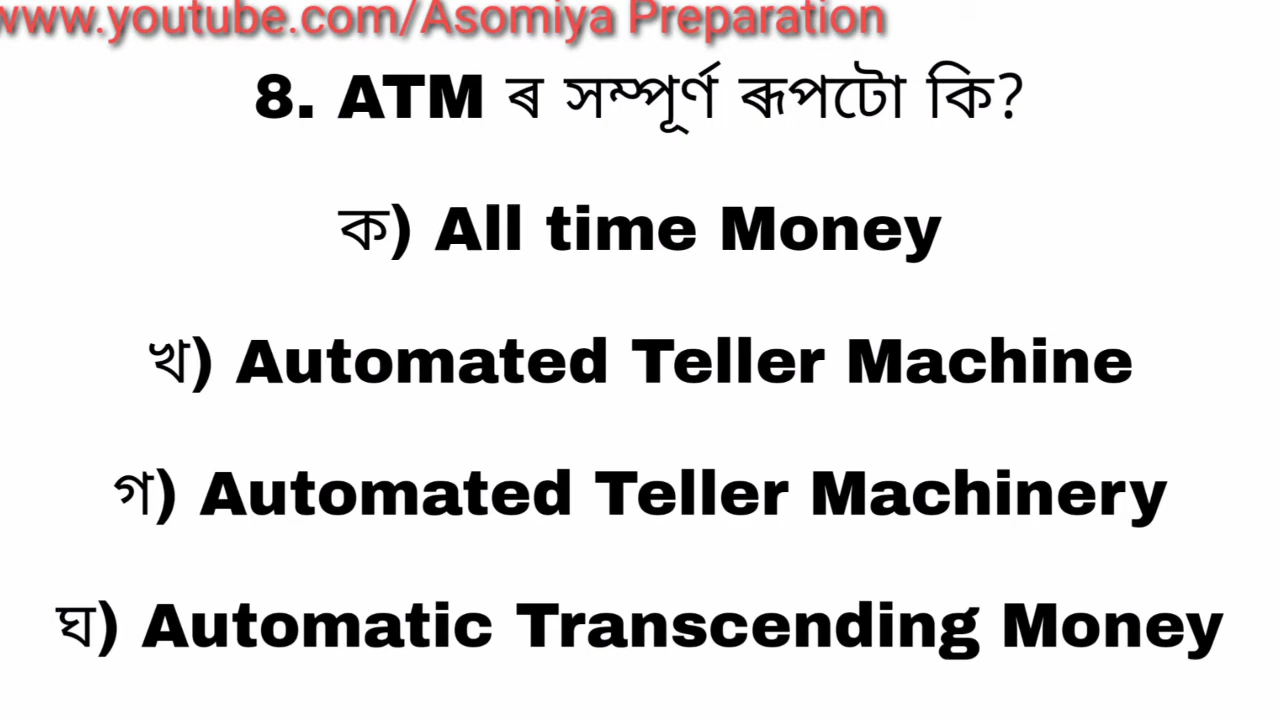 www.youtube.com/Asomiya Preparation
8. ATM ৰ সম্পূৰ্ণ ৰূপটো কি?
ক) All time Money
খ) Automated Teller Machine
গ) Automated Teller Machinery
ঘ) Automatic Transcending Money